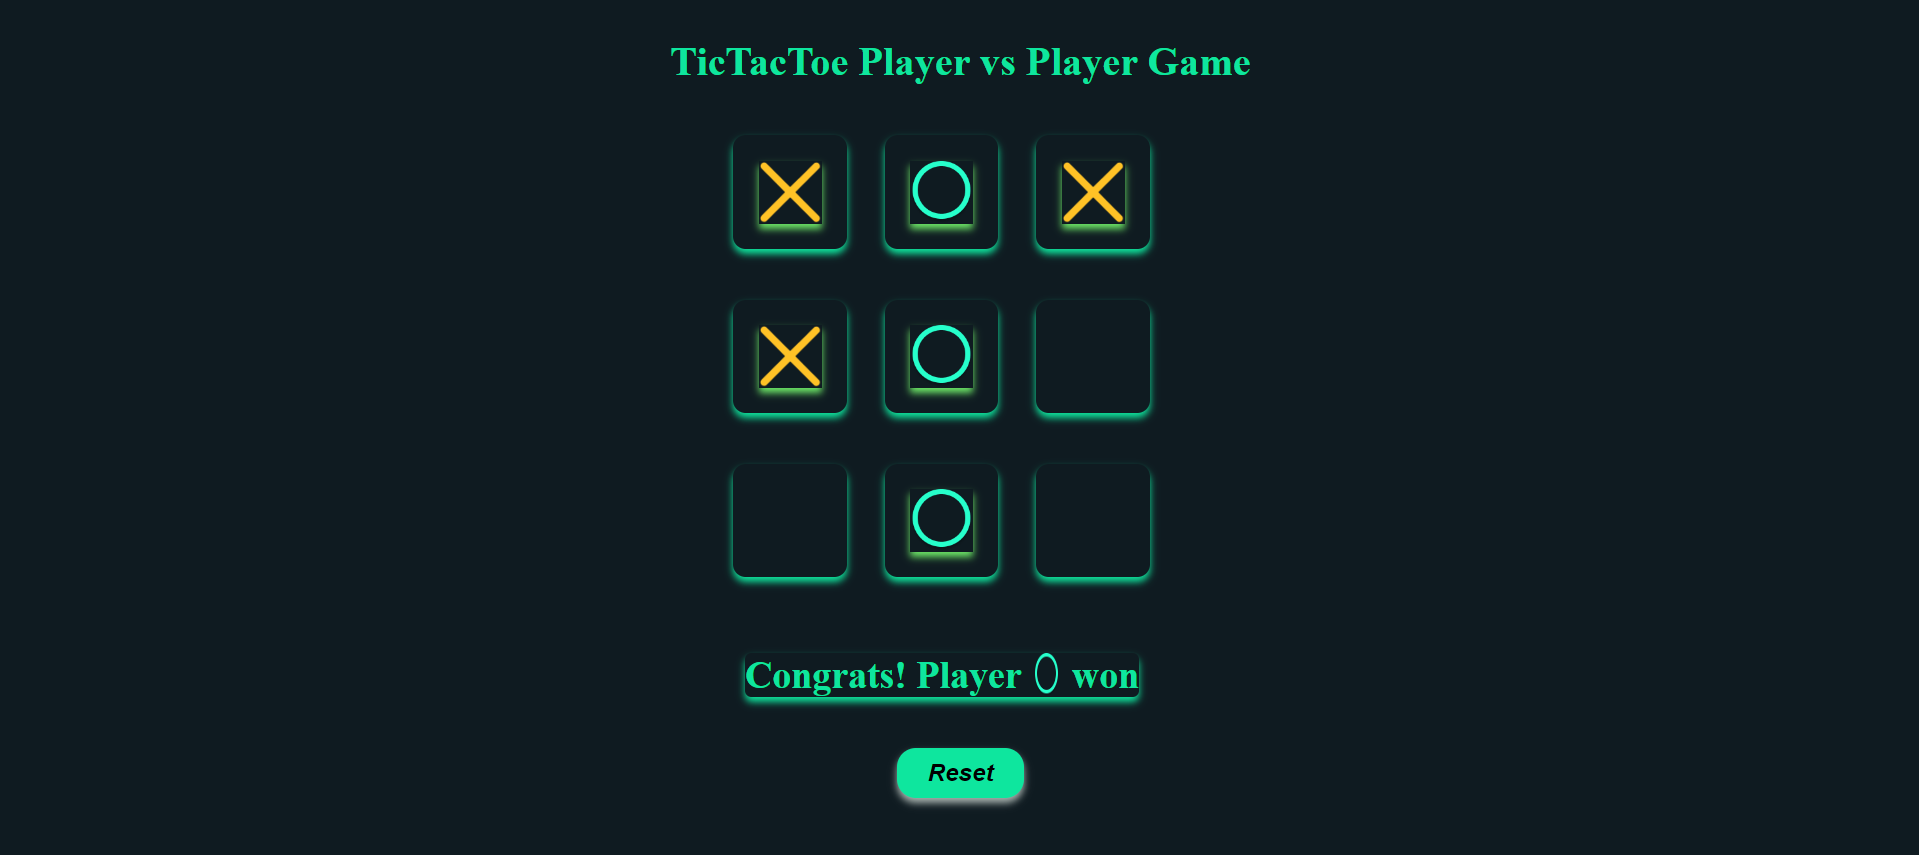 TicTacToe Player vs Player Game
X O X
X O
O
Congrats! Player O won
Reset